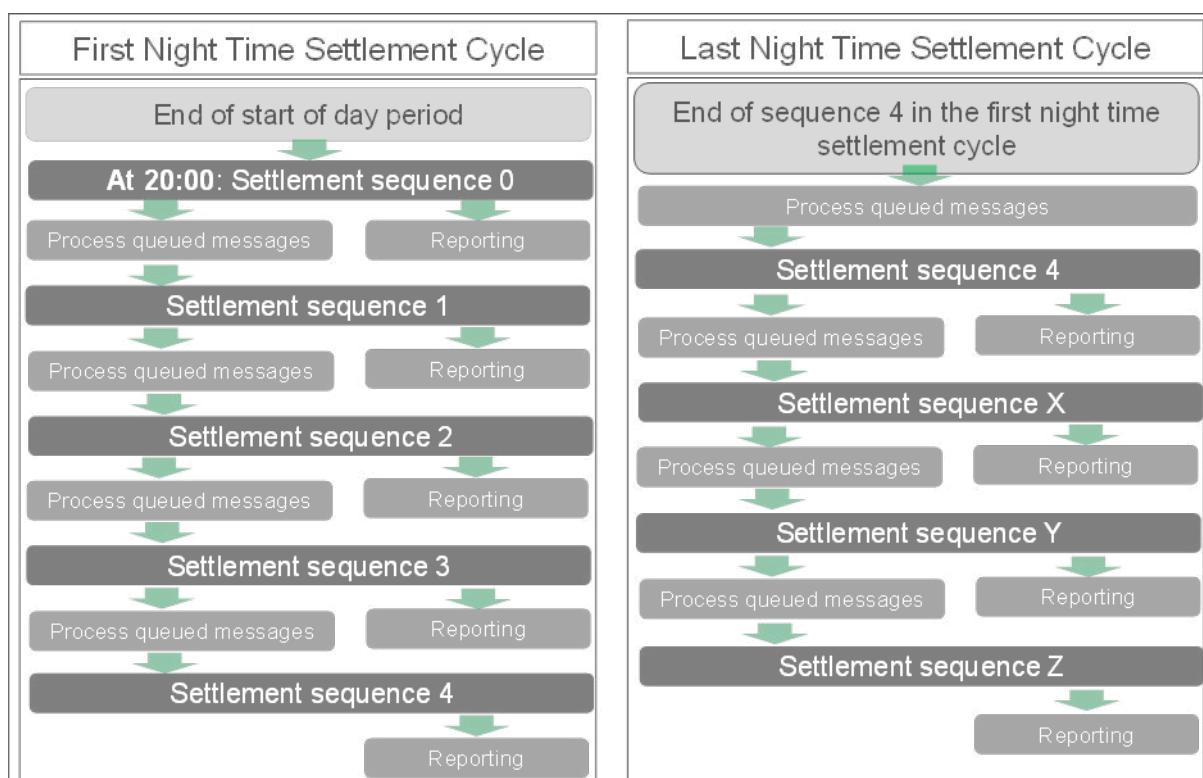 First Night Time Settlement Cycle
End of start of day period
At 20:00: Settlement sequence 0
Process queued messages
Reporting
Settlement sequence 1
Process queued messages
Reporting
Settlement sequence 2
Process queued messages
Reporting
Settlement sequence 3
Process queued messages
Reporting
Settlement sequence 4
Reporting
Last Night Time Settlement Cycle
End of sequence 4 in the first night time
settlement cycle
Process queued messages
Settlement sequence 4
Process queued messages
Reporting
Settlement sequence X
Process queued messages
Reporting
Settlement sequence Y
Process queued messages
Reporting
Settlement sequence Z
Reporting